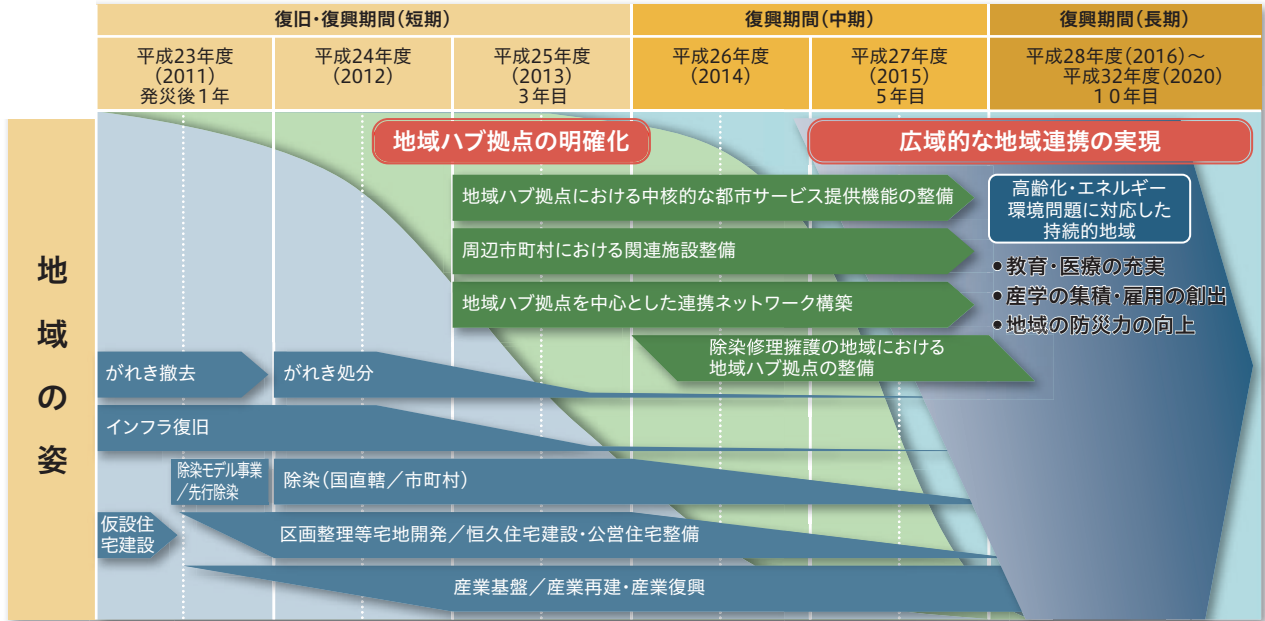 復旧・復興期間(短期)
復興期間(中期)
復興期間(長期)
平成23年度
(2011)
発災後1年
平成24年度
(2012)
平成25年度
(2013)
3年目
平成26年度
(2014)
平成27年度
(2015)
5年目
平成28年度(2016)～
平成32年度(2020)
10年目
地域の姿
地域ハブ拠点の明確化
広域的な地域連携の実現
地域ハブ拠点における中核的な都市サービス提供機能の整備
周辺市町村における関連施設整備
地域ハブ拠点を中心とした連携ネットワーク構築
除染修理擁護の地域における
地域ハブ拠点の整備
高齢化・エネルギー
環境問題に対応した
持続的地域
●教育・医療の充実
●産学の集積・雇用の創出
●地域の防災力の向上
がれき撤去
がれき処分
インフラ復旧
除染モデル事業
／先行除染
除染(国直轄／市町村)
仮設住
宅建設
区画整理等宅地開発／恒久住宅建設・公営住宅整備
産業基盤／産業再建・産業復興